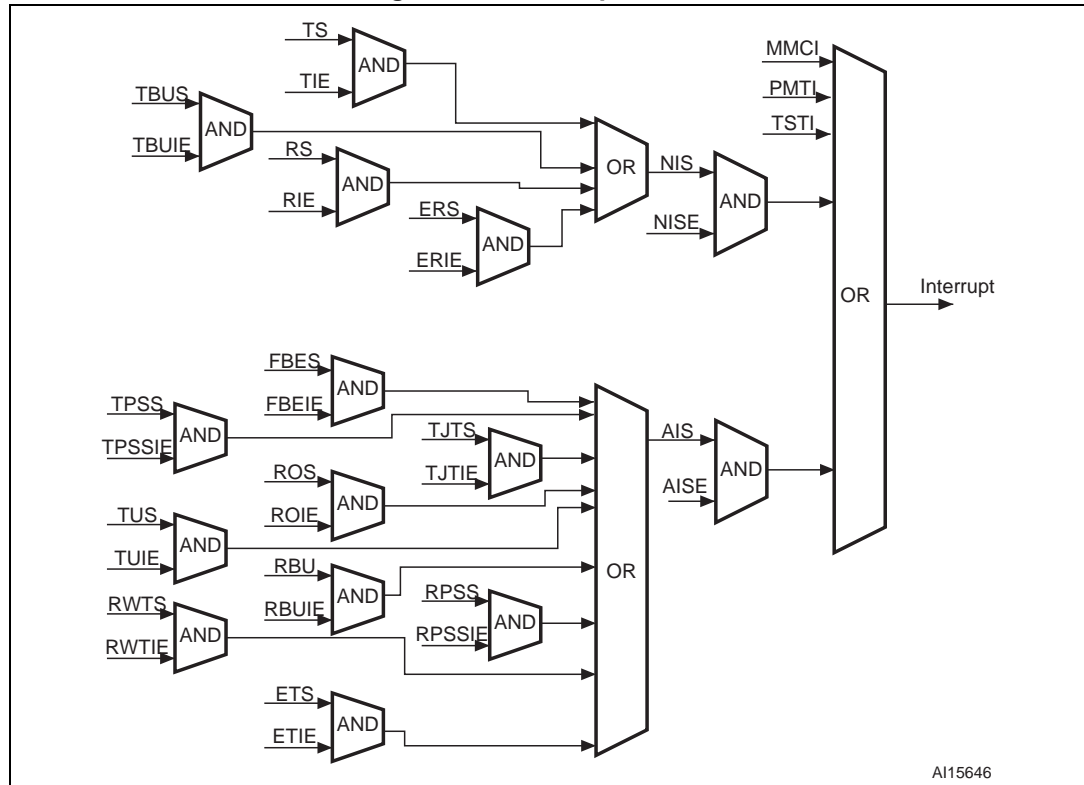 TS
AND
TIE
MMCI
PMTI
TSTI
TBUS
AND
TBUIE
RS
AND
RIE
OR
NIS
AND
NISE
ERS
AND
ERIE
OR
Interrupt
FBES
AND
FBEIE
TPSS
AND
TPSSIE
TJTS
AND
TJTIE
AIS
AND
AISE
ROS
AND
ROIE
TUS
AND
TUIE
RBU
AND
RBUIE
OR
RPSS
AND
RPSSIE
RWTS
AND
RWTIE
ETS
AND
ETIE
AI15646